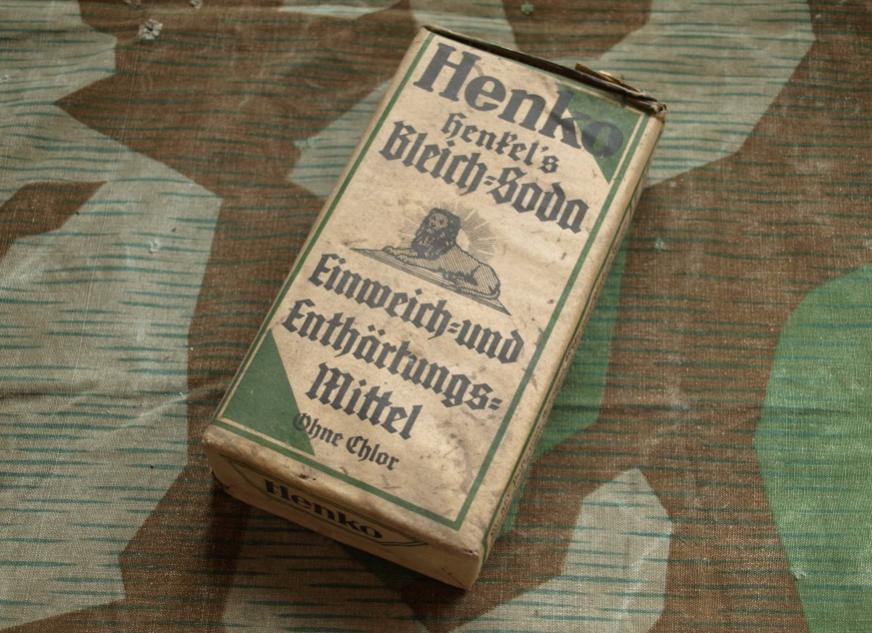 Henko
Henkel's
Bleich=Soda
Einweich=und
Enthärtungs=
Mittel
Ohne Chlor
Henko